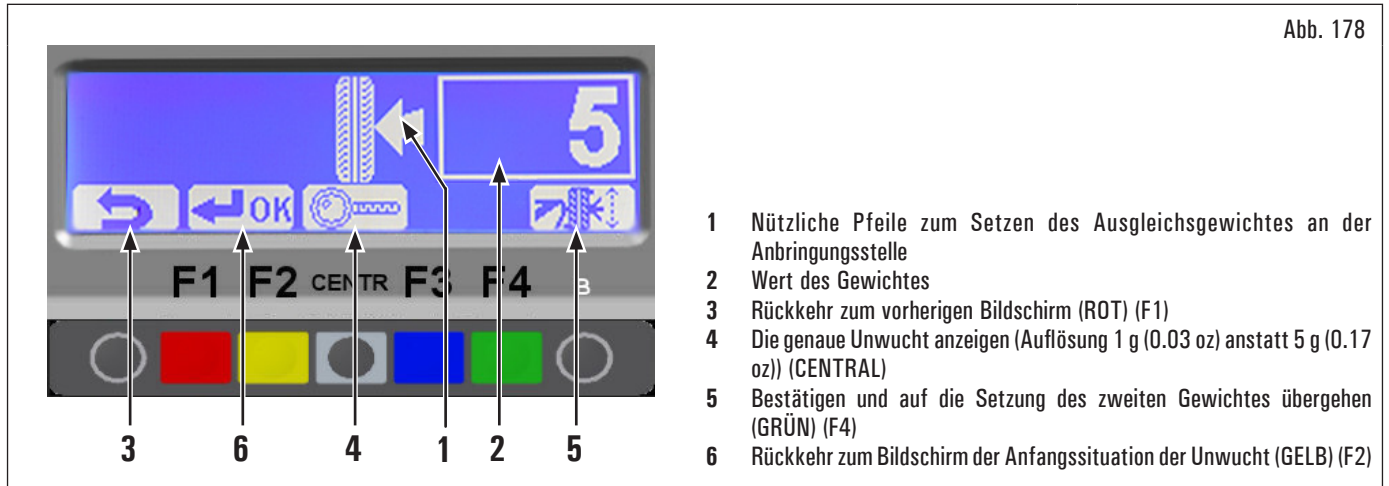 Abb. 178
5
OK
F1 F2 CENTR F3 F4 B
3 6 4 1 2 5
1 Nützliche Pfeile zum Setzen des Ausgleichsgewichtes an der
Anbringungsstelle
2 Wert des Gewichtes
3 Rückkehr zum vorherigen Bildschirm (ROT) (F1)
4 Die genaue Unwucht anzeigen (Auflösung 1 g (0.03 oz) anstatt 5 g (0.17
oz)) (CENTRAL)
5 Bestätigen und auf die Setzung des zweiten Gewichtes übergehen
(GRÜN) (F4)
6 Rückkehr zum Bildschirm der Anfangssituation der Unwucht (GELB) (F2)